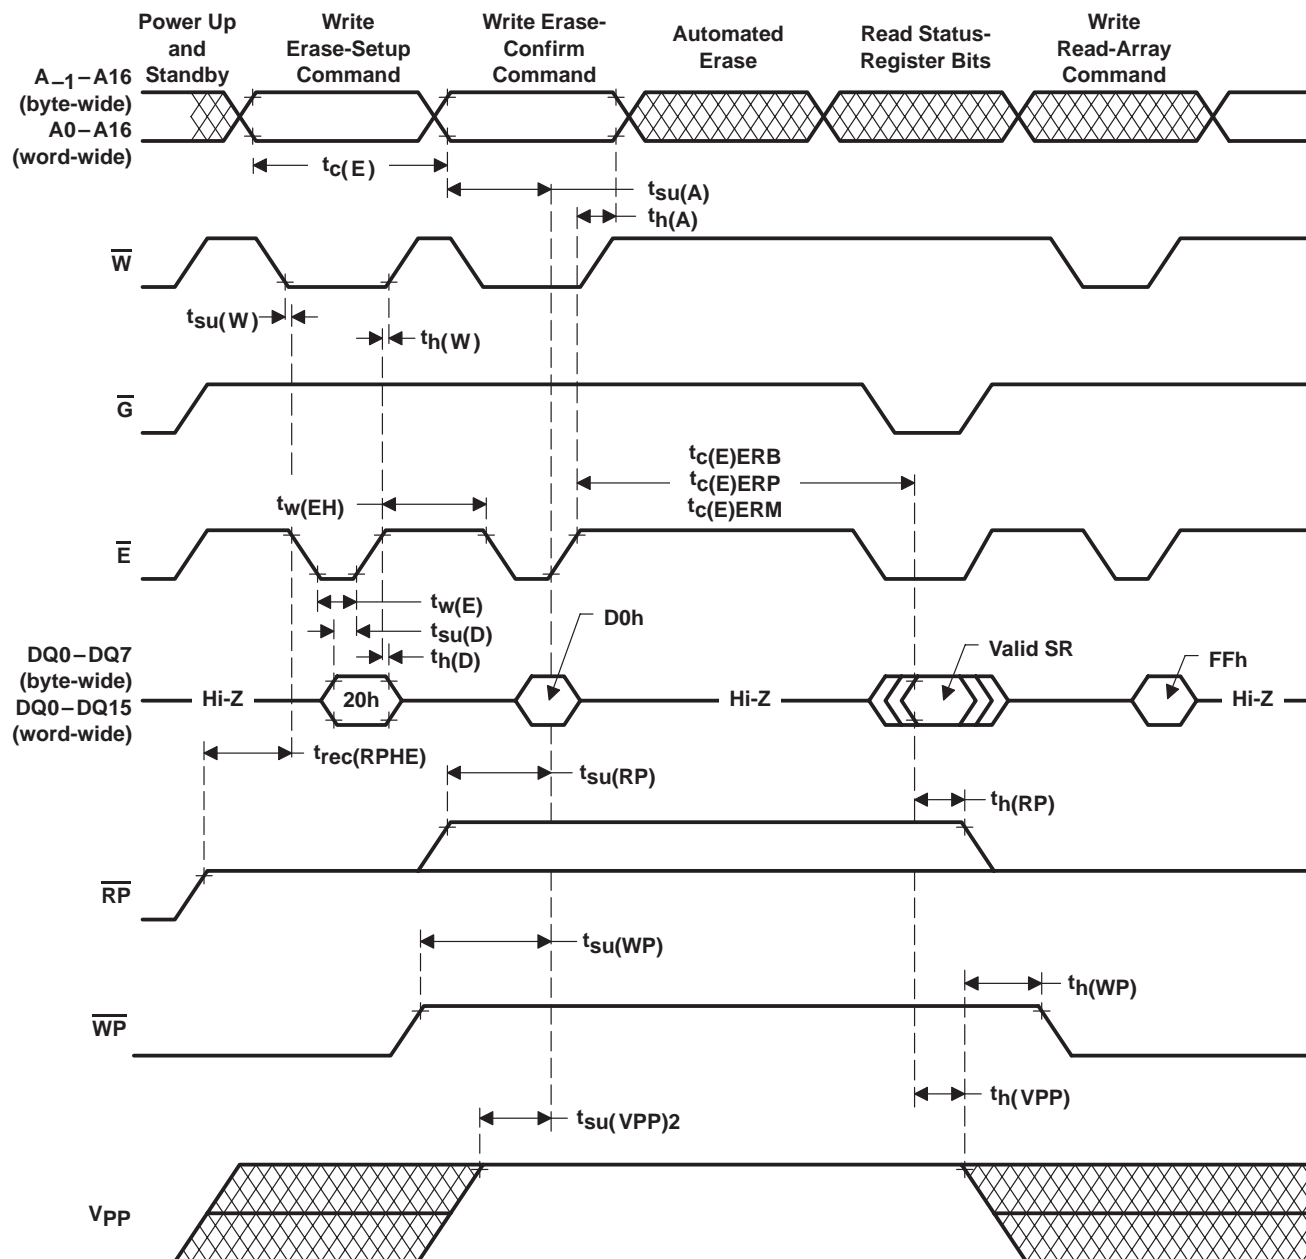 Power Up
and
Standby
Write
Erase-Setup
Command
Write Erase-
Confirm
Command
Automated
Erase
Read Status-
Register Bits
Write
Read-Array
Command
A–1–A16
(byte-wide)
A0–A16
(word-wide)
tc(E)
tsu(A)
th(A)
W
tsu(W)
th(W)
G
tc(E)ERB
tc(E)ERP
tc(E)ERM
tw(EH)
E
tw(E)
tsu(D)
th(D)
D0h
Valid SR
FFh
DQ0–DQ7
(byte-wide)
DQ0–DQ15
(word-wide)
Hi-Z
20h
Hi-Z
Hi-Z
trec(RPHE)
tsu(RP)
th(RP)
RP
tsu(WP)
th(WP)
WP
th(VPP)
tsu(VPP)2
VPP